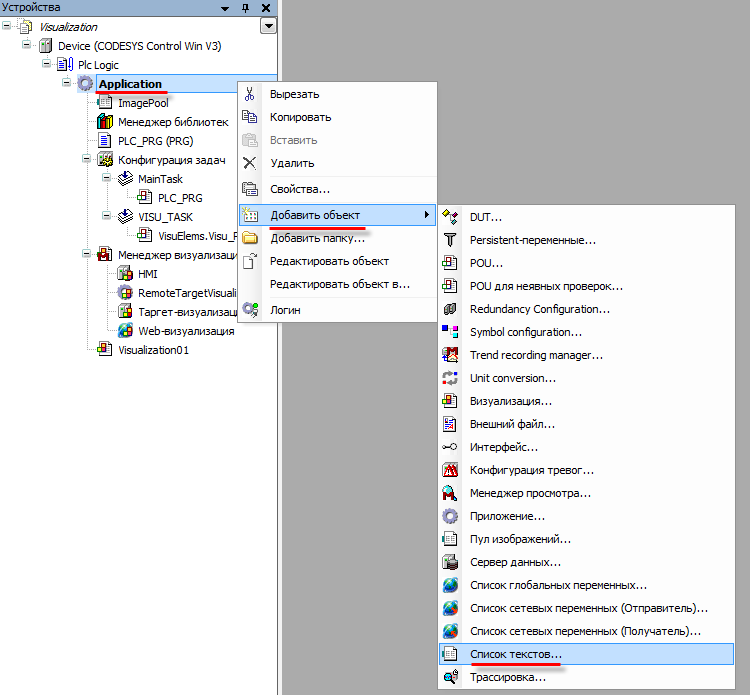 Устройства
Visualization
Device (CODESYS Control Win V3)
Plc Logic
Application
ImagePool
Менеджер библиотек
PLC_PRG (PRG)
Конфигурация задач
MainTask
PLC_PRG
VISU_TASK
VisuElems.Visu_P
Менеджер визуализаци
HMI
RemoteTargetVisuali
Таргет-визуализац
Web-визуализация
Visualization01
Вырезать
Копировать
Вставить
Удалить
Свойства...
Добавить объект
Добавить папку...
Редактировать объект
Редактировать объект в...
Логин
DUT...
Persistent-переменные...
POU...
POU для неявных проверок...
Redundancy Configuration...
Symbol configuration...
Trend recording manager...
Unit conversion...
Визуализация...
Внешний файл...
Интерфейс...
Конфигурация тревог...
Менеджер просмотра...
Приложение...
Пул изображений...
Сервер данных...
Список глобальных переменных...
Список сетевых переменных (Отправитель)...
Список сетевых переменных (Получатель)...
Список текстов...
Трассировка...